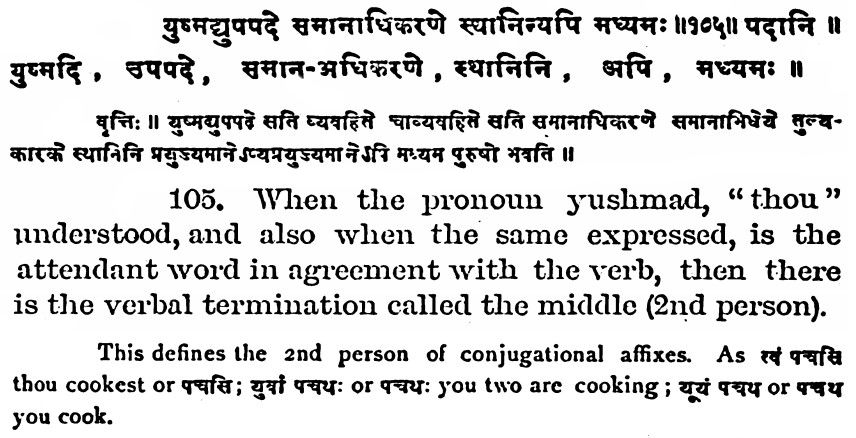 युष्मद्युपपदे समानाधिकरणे स्थानिन्यपि मध्यमः ॥१०५॥ पदानि ॥
युष्मदि , उपपदे , समान-अधिकरणे , स्थानिनि , अपि , मध्यमः ॥
वृत्तिः ॥ युष्मद्युपपदे सति व्यवहिते चाव्यवहिते सति समानाधिकरणे समानाभिधेये तुल्य-
कारके स्थानिनि प्रयुज्यमानेऽप्यप्रयुज्यमानेऽपि मध्यम पुरुषो भवति ॥
105. When the pronoun yushmad, “thou”
understood, and also when the same expressed, is the
attendant word in agreement with the verb, then there
is the verbal termination called the middle (2nd person).
This defines the 2nd person of conjugational affixes. As त्वं पचसि
thou cookest or पचसि ; युवां पचथः or पचथः you two are cooking ; यूयं पचथ or पचथ
you cook.